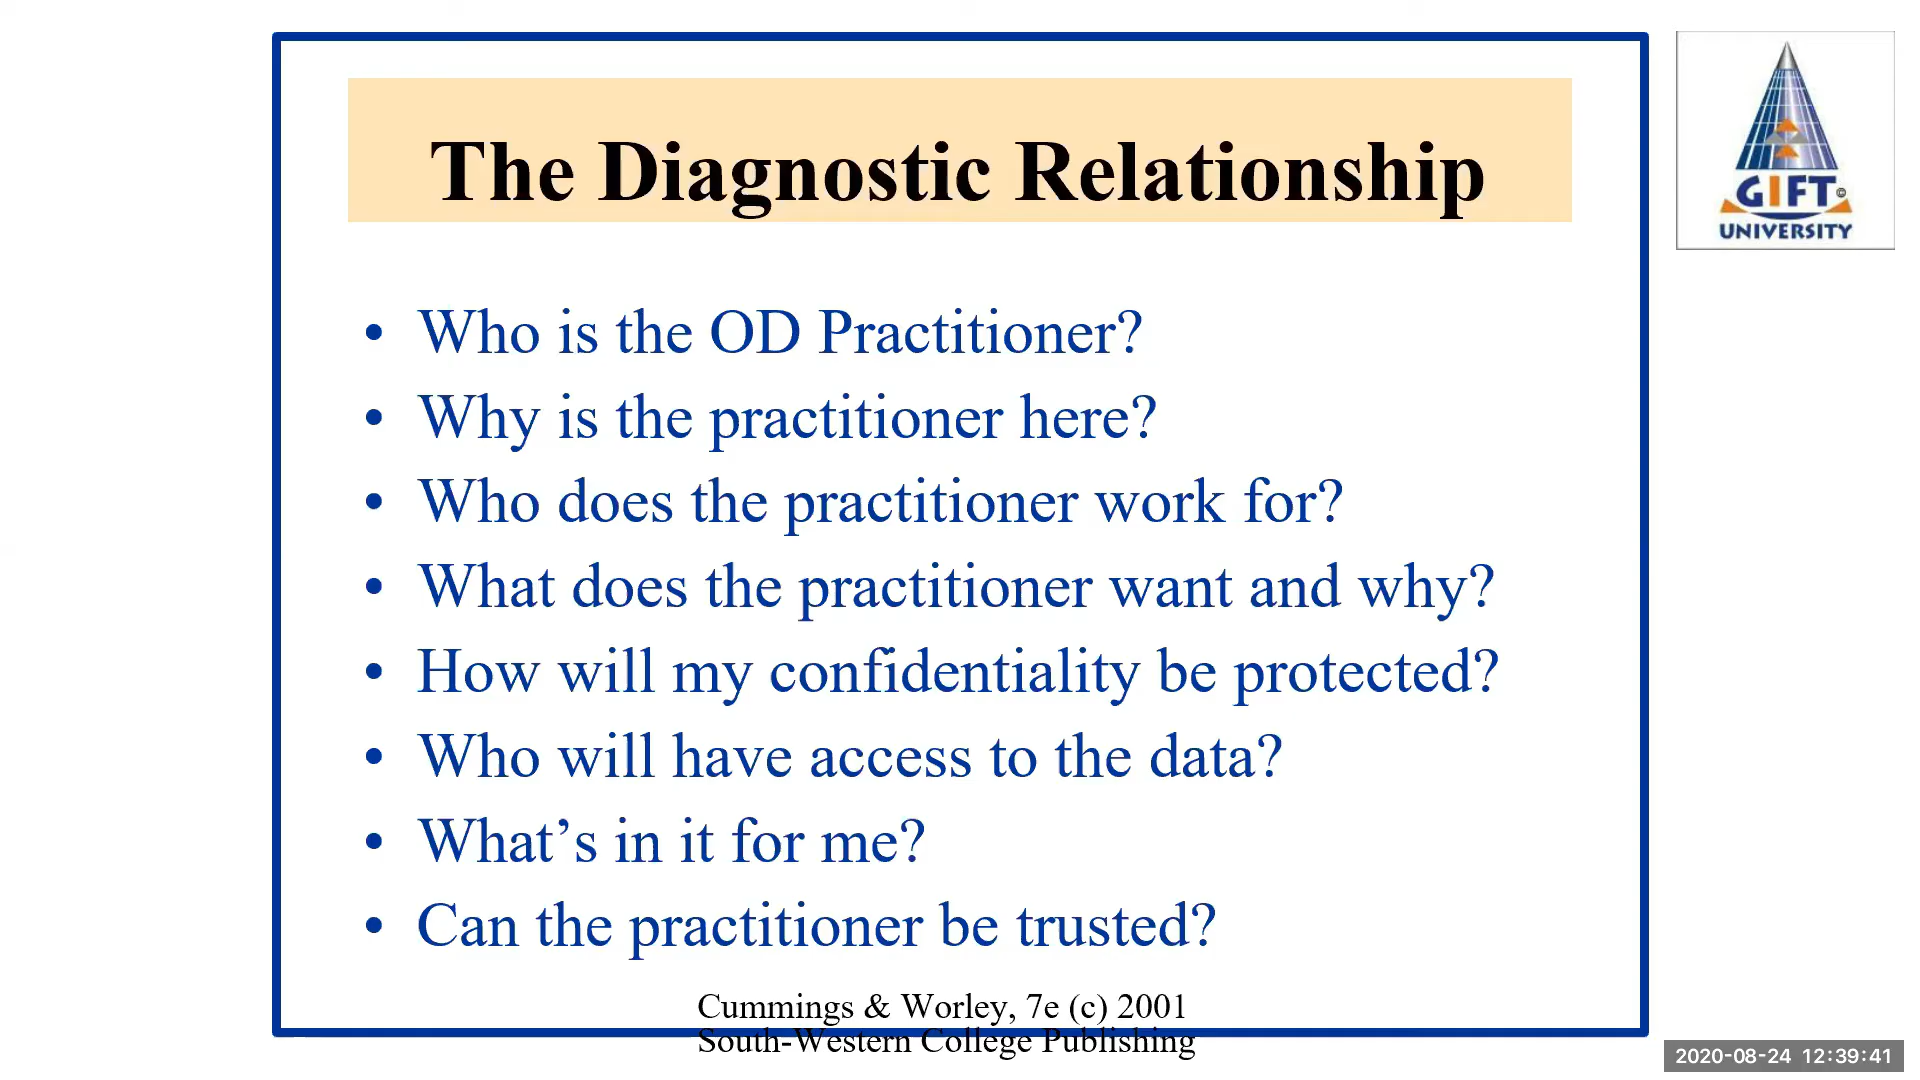 The Diagnostic Relationship
GIFT©
UNIVERSITY
• Who is the OD Practitioner?
• Why is the practitioner here?
• Who does the practitioner work for?
• What does the practitioner want and why?
• How will my confidentiality be protected?
• Who will have access to the data?
• What’s in it for me?
• Can the practitioner be trusted?
Cummings & Worley, 7e (c) 2001
South-Western College Publishing
2020-08-24 12:39:41